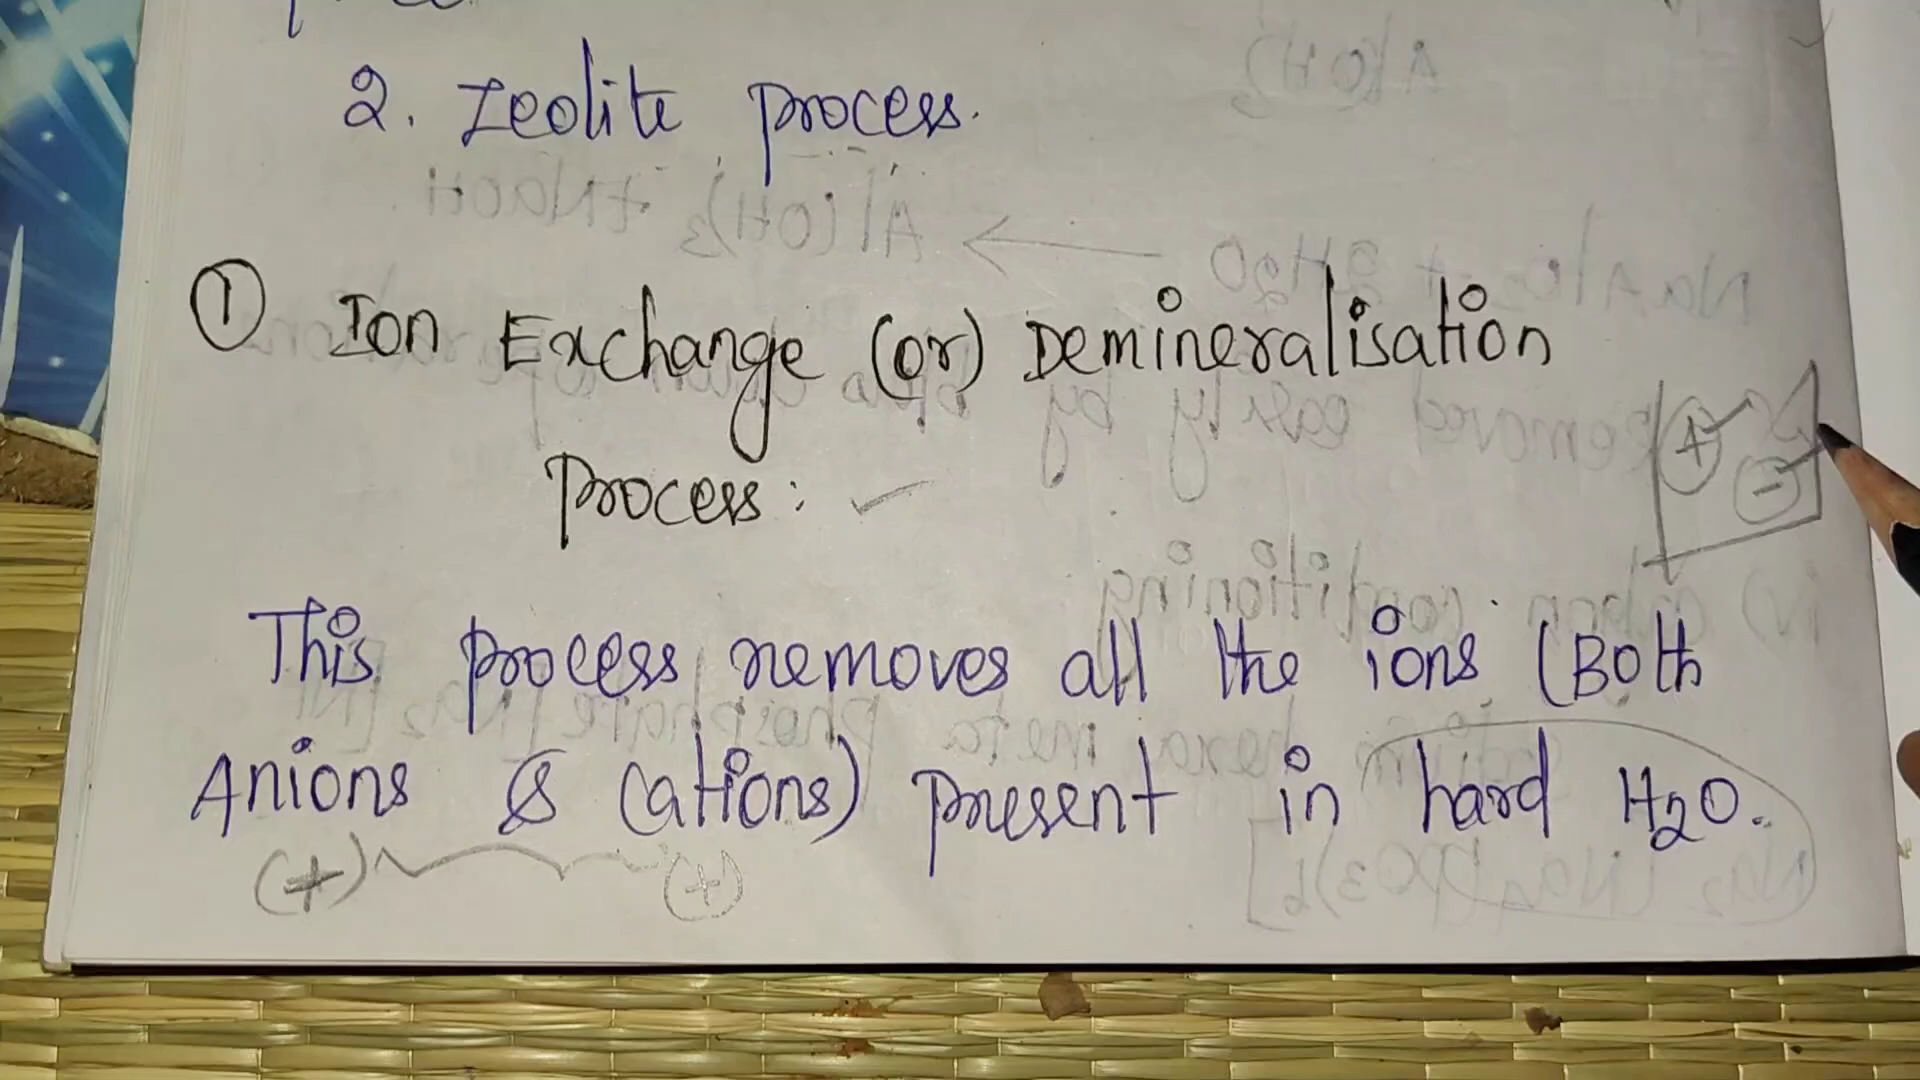 2. Zeolite process.
① Ion Exchange (or) Demineralisation
Process:
This process removes all the ions (Both
Anions & Cations) present in hard H2O.
(+) (+)
+ -